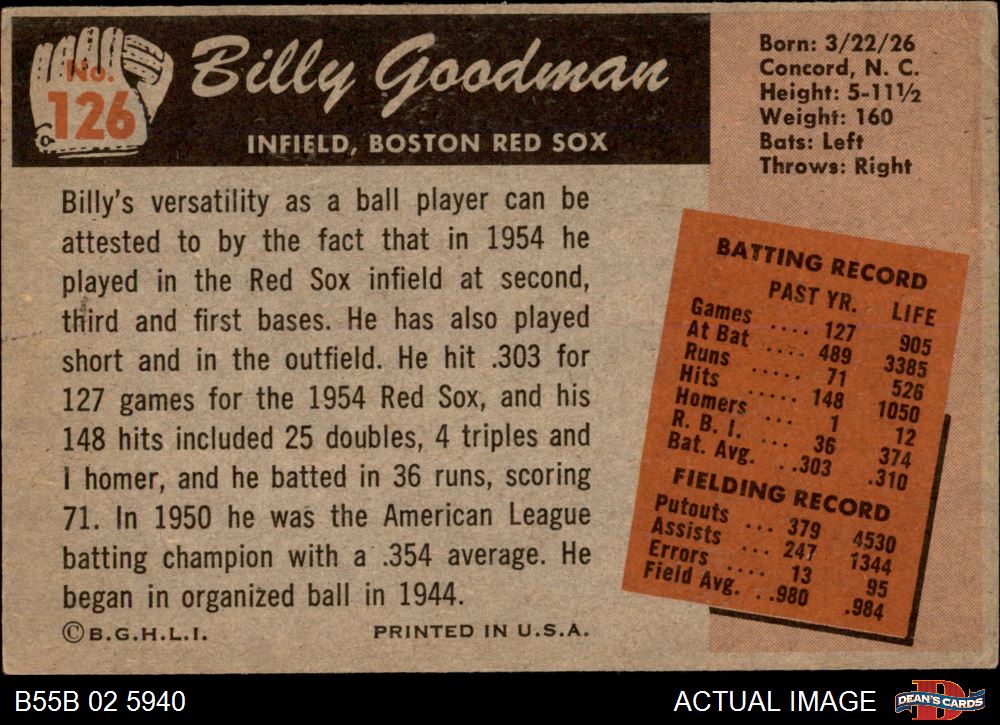 No.
126
Billy Goodman
INFIELD, BOSTON RED SOX
Born: 3/22/26
Concord, N. C.
Height: 5-11½
Weight: 160
Bats: Left
Throws: Right
Billy's versatility as a ball player can be
attested to by the fact that in 1954 he
played in the Red Sox infield at second,
third and first bases. He has also played
short and in the outfield. He hit .303 for
127 games for the 1954 Red Sox, and his
148 hits included 25 doubles, 4 triples and
1 homer, and he batted in 36 runs, scoring
71. In 1950 he was the American League
batting champion with a .354 average. He
began in organized ball in 1944.
©B.G.H.L.I. PRINTED IN U.S.A.
BATTING RECORD
PAST YR. LIFE
Games .... 127 905
At Bat .... 489 3385
Runs ..... 71 526
Hits ..... 148 1050
Homers ... 1 12
R. B. I. ... 36 374
Bat. Avg. ..303 .310
FIELDING RECORD
Putouts ... 379 4530
Assists ... 247 1344
Errors .... 13 95
Field Avg. ..980 .984
B55B 02 5940
ACTUAL IMAGE
D
DEAN'S CARDS